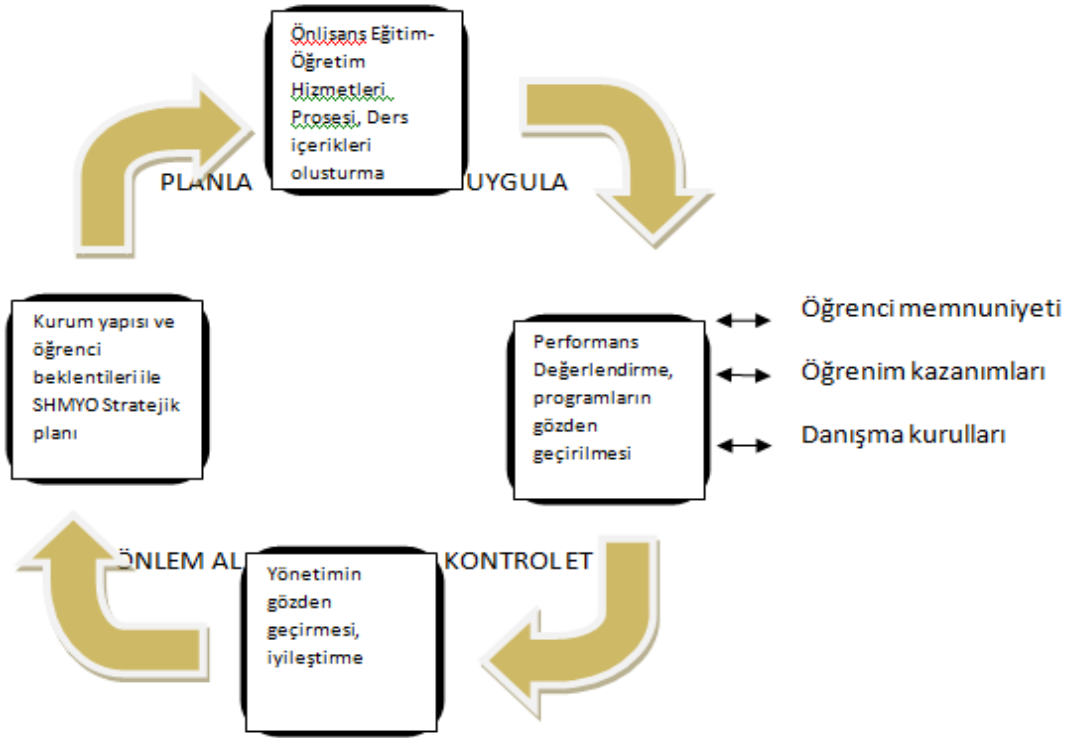 Önlisans Eğitim-
Öğretim
Hizmetleri
Prosesi, Ders
içerikleri
olusturma
PLANLA
UYGULA
Kurum yapısı ve
öğrenci
beklentileri ile
SHMYO Stratejik
planı
Performans
Değerlendirme,
programların
gözden
geçirilmesi
Öğrenci memnuniyeti
Öğrenim kazanımları
Danışma kurulları
ÖNLEM AL
KONTROL ET
Yönetimin
gözden
geçirmesi,
iyileştirme